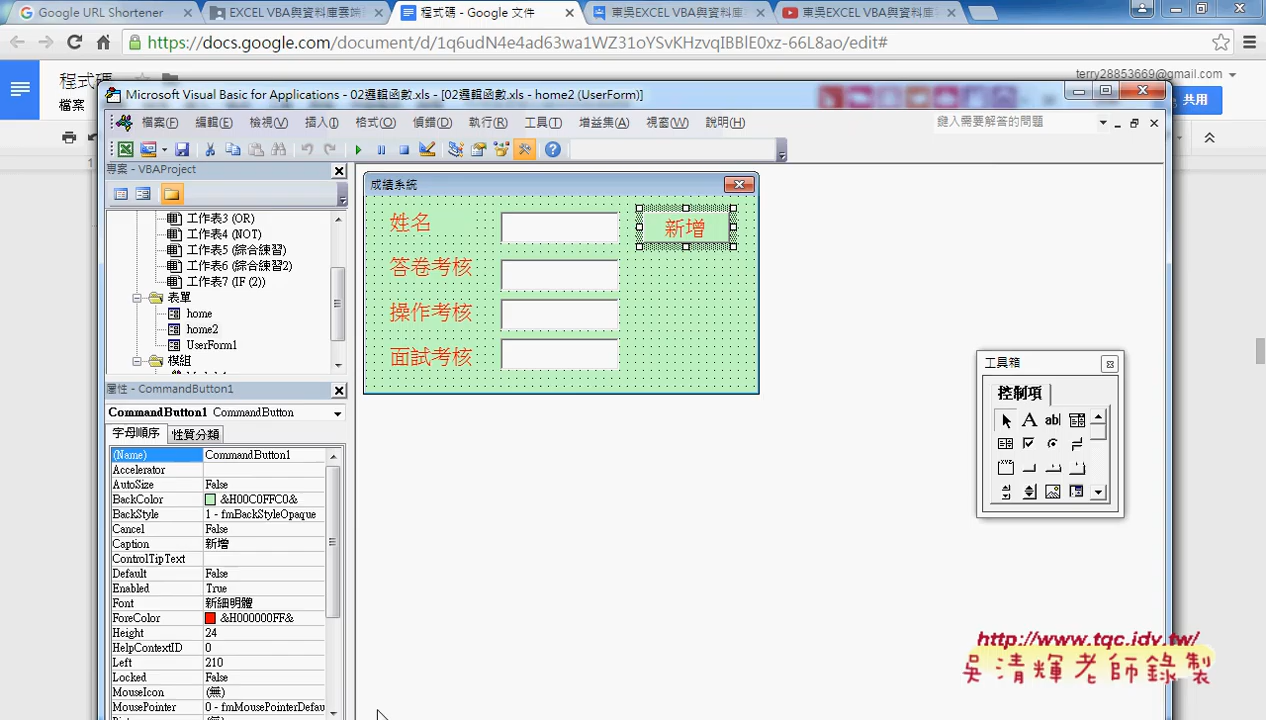 Google URL Shortener
EXCEL VBA與資料庫雲端
程式碼 - Google 文件
東吳EXCEL VBA與資料庫
東吳EXCEL VBA與資料庫
https://docs.google.com/document/d/1q6udN4e4ad63wa1WZ31oYSvKHzvqIBBlE0xz-66L8ao/edit#
程式碼
檔案
terry28853669@gmail.com
共用
Microsoft Visual Basic for Applications - 02邏輯函數.xls - [02邏輯函數.xls - home2 (UserForm)]
檔案(F) 編輯(E) 檢視(V) 插入(I) 格式(O) 偵錯(D) 執行(R) 工具(T) 增益集(A) 視窗(W) 說明(H)
鍵入需要解答的問題
專案 - VBAProject
工作表3 (OR)
工作表4 (NOT)
工作表5 (綜合練習)
工作表6 (綜合練習2)
工作表7 (IF (2))
表單
home
home2
UserForm1
模組
成績系統
姓名
新增
答卷考核
操作考核
面試考核
工具箱
控制項
屬性 - CommandButton1
CommandButton1 CommandButton
字母順序 性質分類
(Name) CommandButton1
Accelerator
AutoSize False
BackColor &H00C0FFC0&
BackStyle 1 - fmBackStyleOpaque
Cancel False
Caption 新增
ControlTipText
Default False
Enabled True
Font 新細明體
ForeColor &H000000FF&
Height 24
HelpContextID 0
Left 210
Locked False
MouseIcon (無)
MousePointer 0 - fmMousePointerDefau
http://www.tqc.idv.tw/
吳清輝老師錄製